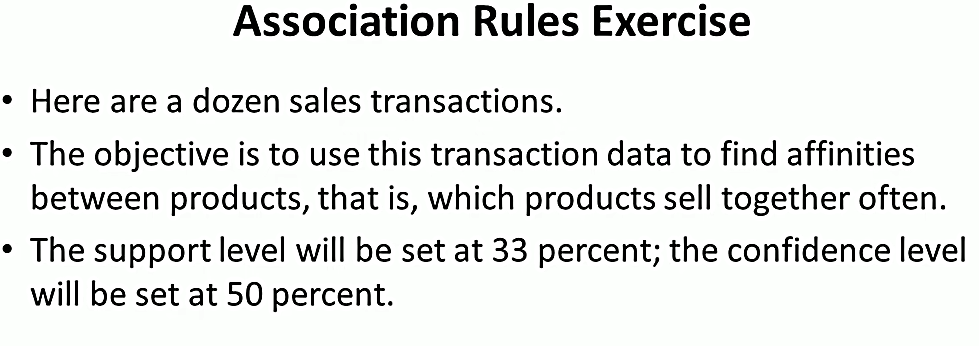 Association Rules Exercise
• Here are a dozen sales transactions.
• The objective is to use this transaction data to find affinities
between products, that is, which products sell together often.
• The support level will be set at 33 percent; the confidence level
will be set at 50 percent.